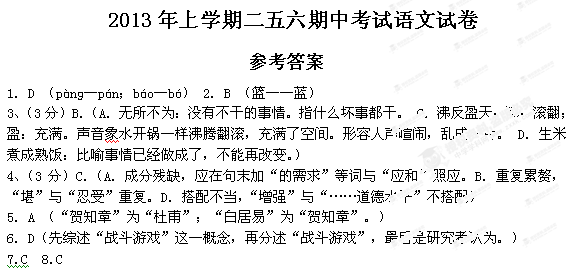 2013 年上学期二五六期中考试语文试卷
参考答案
1. D（pàng—pán；báo—bó） 2. B （篮——蓝）
3、(3 分) B.（A. 无所不为：没有不干的事情。指什么坏事都干。 C. 沸反盈天 滚翻；
盈：充满。声音象水开锅一样沸腾翻滚，充满了空间。形容人声喧闹，乱成 。 D. 生米
煮成熟饭：比喻事情已经做成了，不能再改变。）
4、(3 分) C.（A. 成分残缺，应在句末加“的需求”等词与“应和 照应。B. 重复累赘，
“堪”与“忍受”重复。D. 搭配不当，“增强”与“……道德水 ”不搭配）
5. A （“贺知章”为“杜甫”；“白居易”为“贺知章”。）
6. D（先综述“战斗游戏”这一概念，再分述“战斗游戏”，最后是研究者认为。）
7.C 8.C